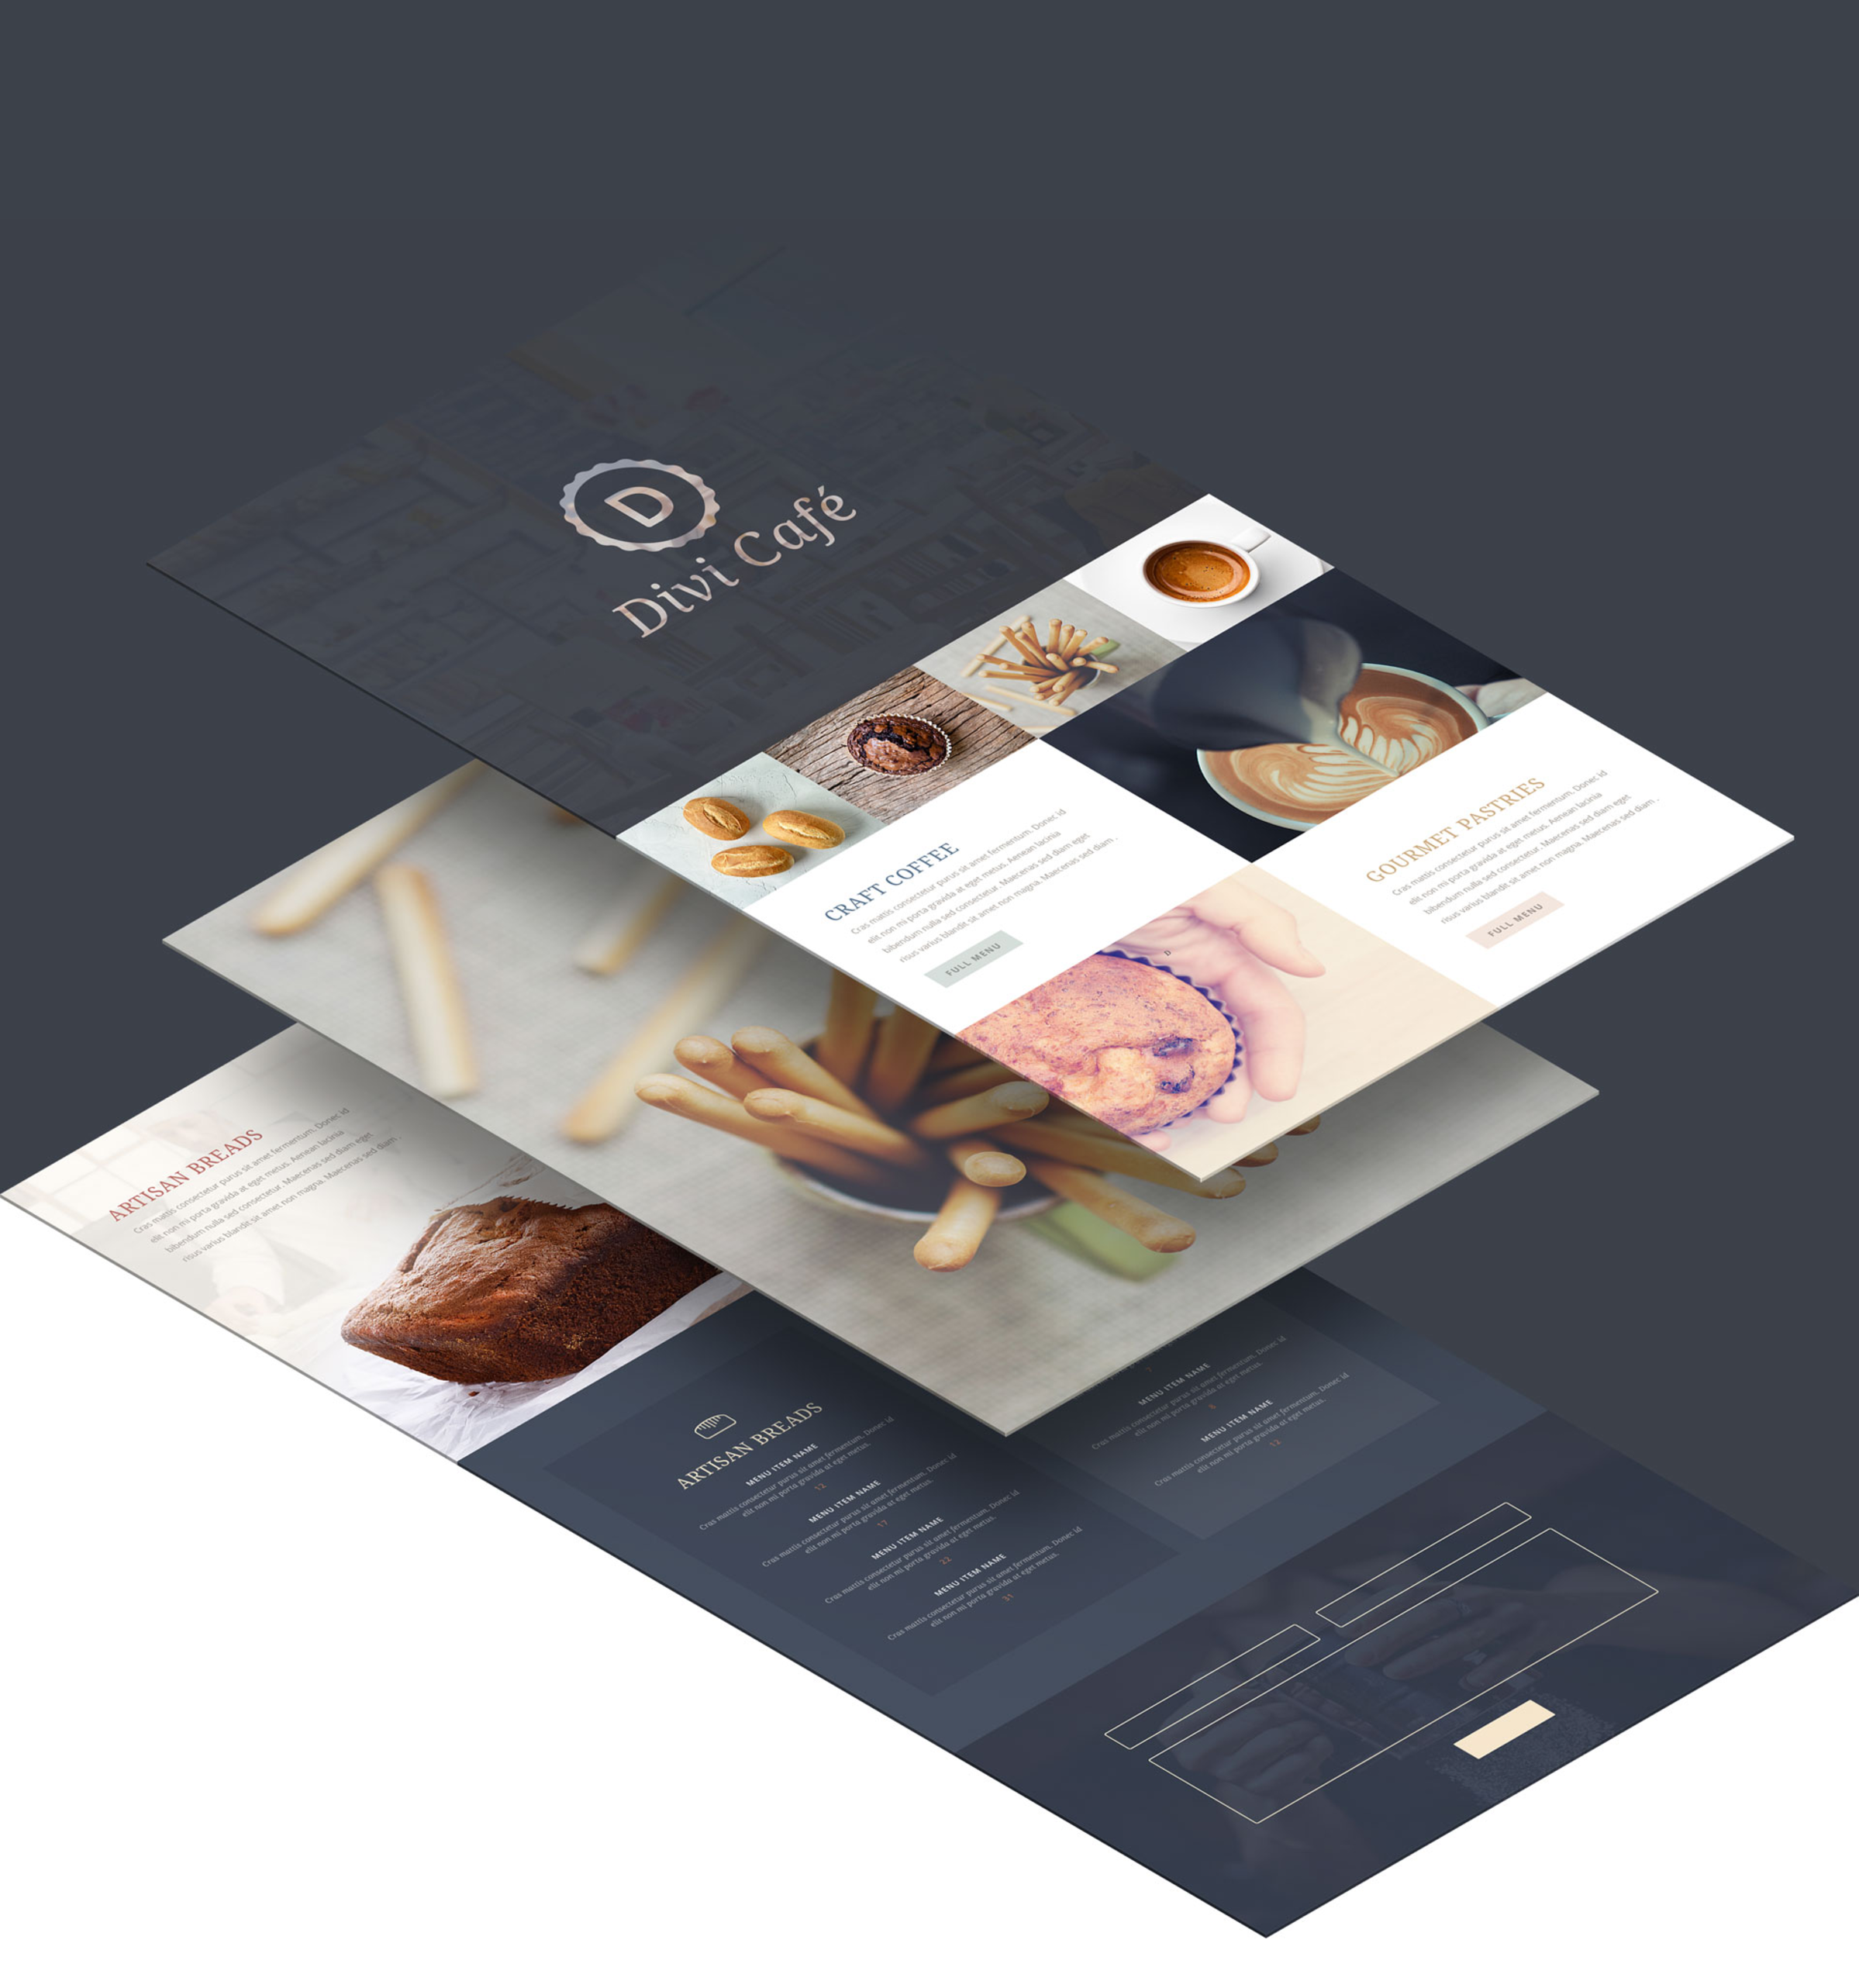 D
Divi Café
CRAFT COFFEE
Cras mattis consectetur purus sit amet fermentum. Donec id
elit non mi porta gravida at eget metus. Aenean lacinia
bibendum nulla sed consectetur. Maecenas sed diam eget
risus varius blandit sit amet non magna. Maecenas sed diam .
FULL MENU
GOURMET PASTRIES
Cras mattis consectetur purus sit amet fermentum. Donec id
elit non mi porta gravida at eget metus. Aenean lacinia
bibendum nulla sed consectetur. Maecenas sed diam eget
risus varius blandit sit amet non magna. Maecenas sed diam .
FULL MENU
D
ARTISAN BREADS
Cras mattis consectetur purus sit amet fermentum. Donec id
elit non mi porta gravida at eget metus. Aenean lacinia
bibendum nulla sed consectetur. Maecenas sed diam eget
risus varius blandit sit amet non magna. Maecenas sed diam .
ARTISAN BREADS
MENU ITEM NAME
Cras mattis consectetur purus sit amet fermentum. Donec id
elit non mi porta gravida at eget metus.
12
MENU ITEM NAME
Cras mattis consectetur purus sit amet fermentum. Donec id
elit non mi porta gravida at eget metus.
17
MENU ITEM NAME
Cras mattis consectetur purus sit amet fermentum. Donec id
elit non mi porta gravida at eget metus.
22
MENU ITEM NAME
Cras mattis consectetur purus sit amet fermentum. Donec id
elit non mi porta gravida at eget metus.
31
MENU ITEM NAME
Cras mattis consectetur purus sit amet fermentum. Donec id
elit non mi porta gravida at eget metus.
8
MENU ITEM NAME
Cras mattis consectetur purus sit amet fermentum. Donec id
elit non mi porta gravida at eget metus.
12